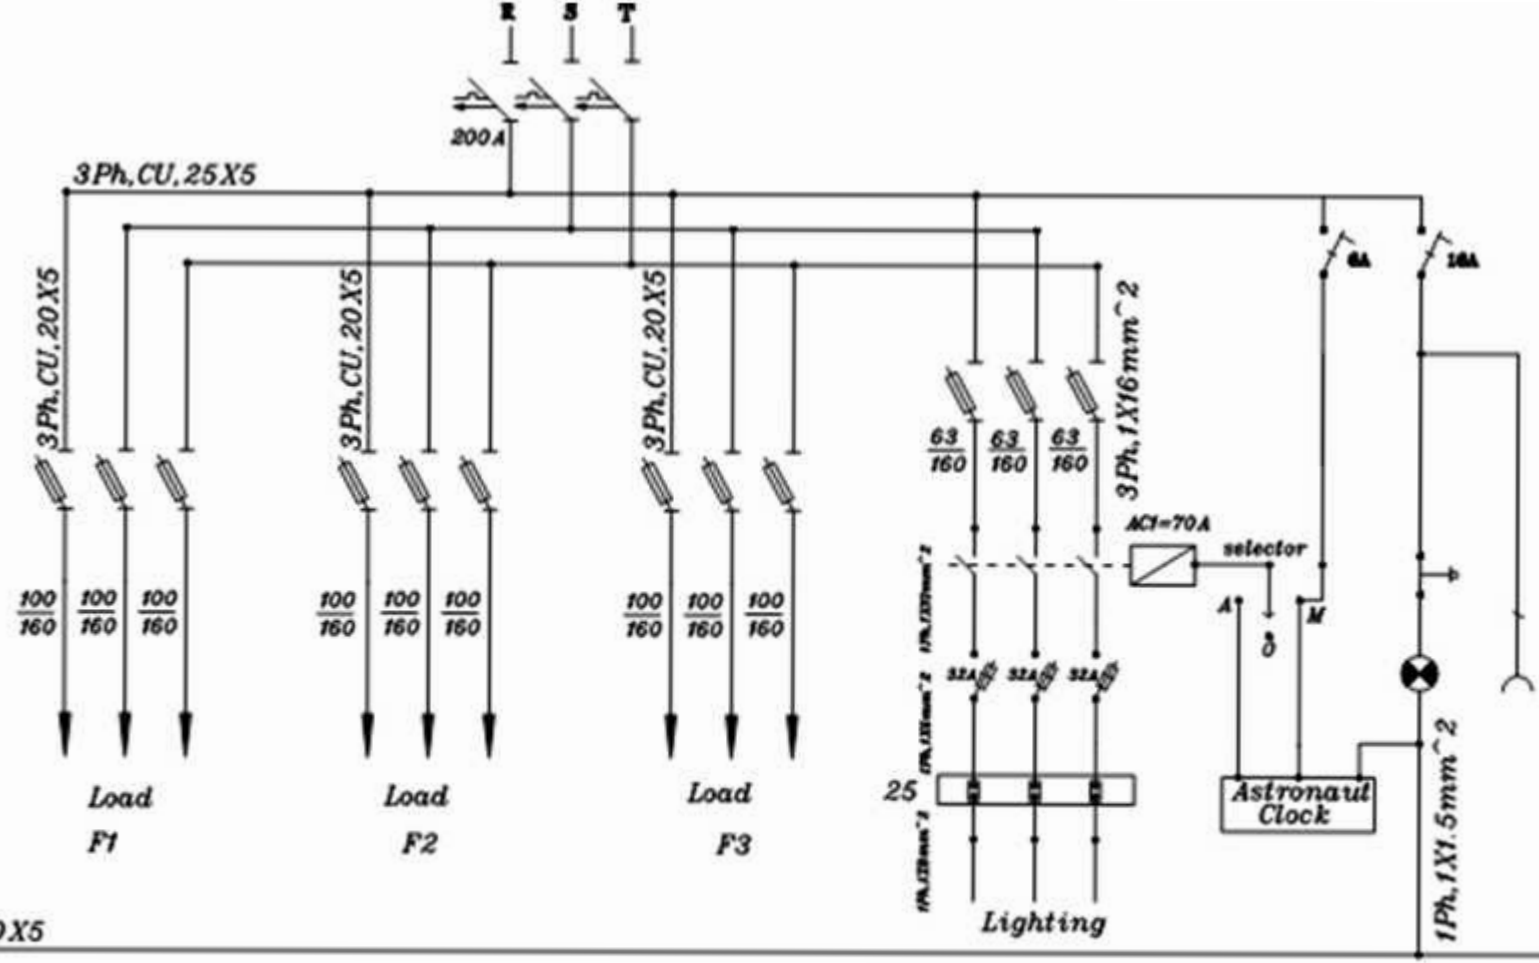 R S T
200A
3Ph,CU,25X5
3Ph,CU,20X5
3Ph,CU,20X5
3Ph,CU,20X5
3Ph,1X16mm^2
6A
16A
63/160 63/160 63/160
AC1=70A
selector
100/160 100/160 100/160
100/160 100/160 100/160
100/160 100/160 100/160
A
0
M
32A 32A 32A
25
Load
F1
Load
F2
Load
F3
Astronaut
Clock
1Ph,1X1.5mm^2
Lighting
X5